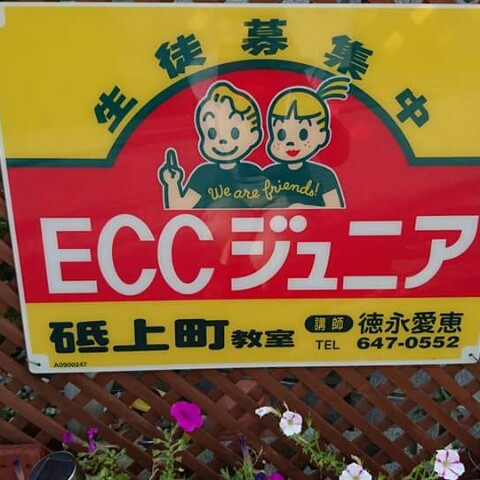 生徒募集中
We are friends!
ECCジュニア
砥上町教室 講師 徳永愛恵
TEL 647-0552
A0900247